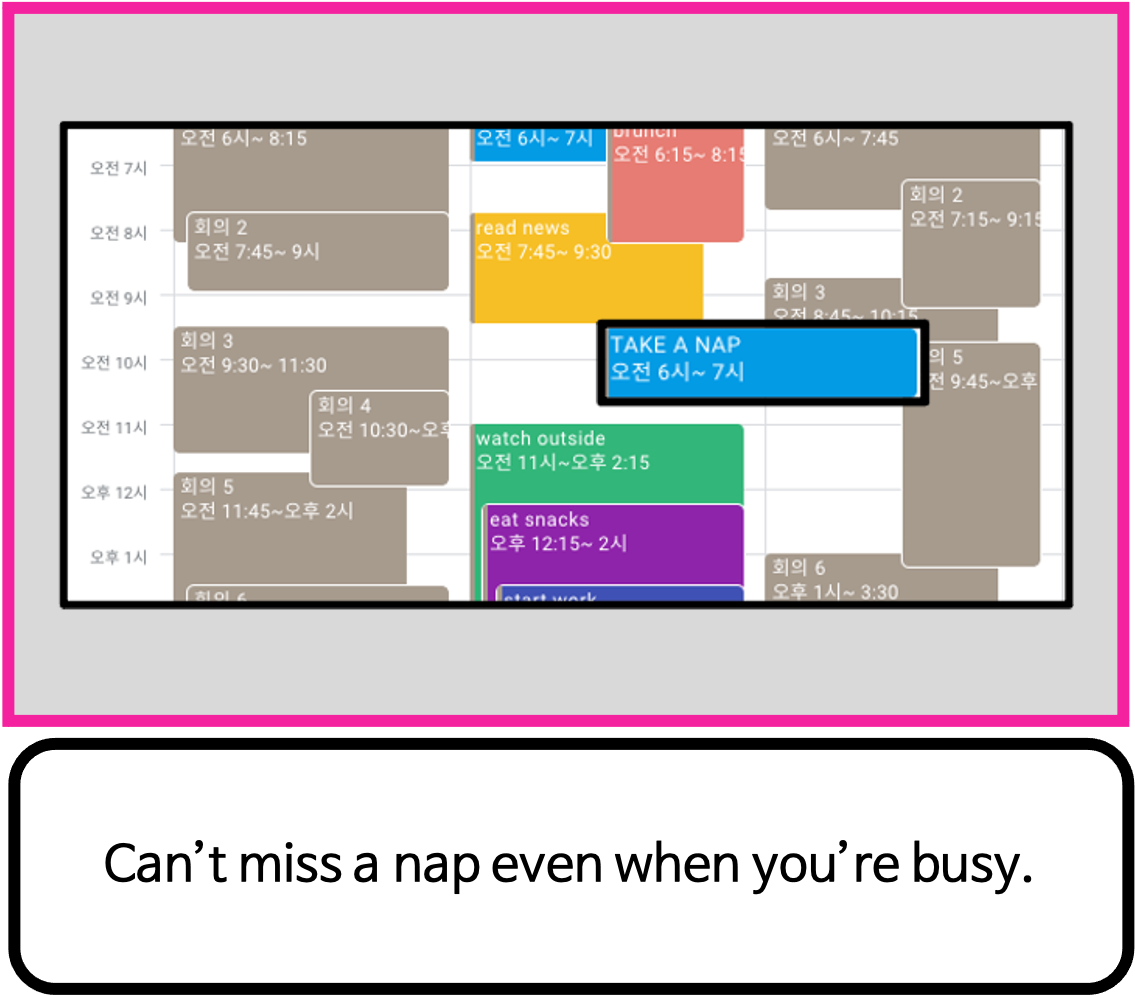 오전 7시
오전 8시
오전 9시
오전 10시
오전 11시
오후 12시
오후 1시
오전 6시~ 8:15
회의 2
오전 7:45~ 9시
회의 3
오전 9:30~ 11:30
회의 4
오전 10:30~오후
회의 5
오전 11:45~오후 2시
회의 6
오전 6시~ 7시
brunch
오전 6:15~ 8:15
read news
오전 7:45~ 9:30
TAKE A NAP
오전 6시~ 7시
watch outside
오전 11시~오후 2:15
eat snacks
오후 12:15~ 2시
start work
오전 6시~ 7:45
회의 2
오전 7:15~ 9:15
회의 3
오전 8:45~ 10:15
의 5
전 9:45~오후
회의 6
오후 1시~ 3:30
Can’t miss a nap even when you’re busy.